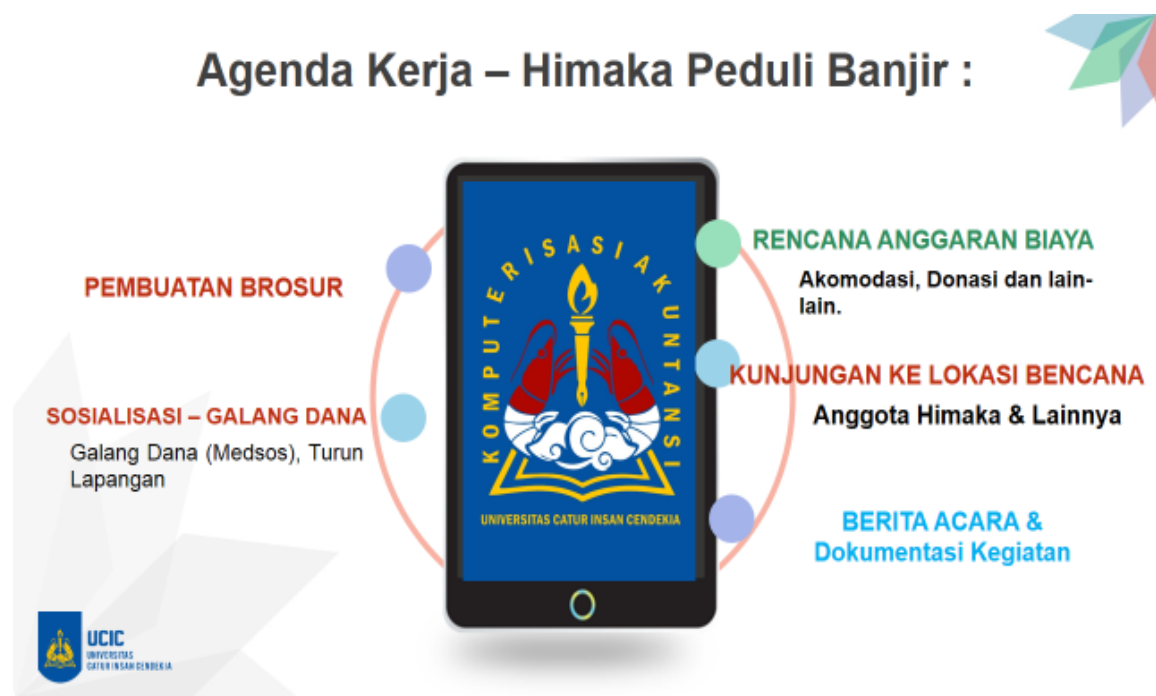 Agenda Kerja – Himaka Peduli Banjir :
PEMBUATAN BROSUR
SOSIALISASI – GALANG DANA
Galang Dana (Medsos), Turun
Lapangan
KOMPUTERISASI AKUNTANSI
UNIVERSITAS CATUR INSAN CENDEKIA
RENCANA ANGGARAN BIAYA
Akomodasi, Donasi dan lain-
lain.
KUNJUNGAN KE LOKASI BENCANA
Anggota Himaka & Lainnya
BERITA ACARA &
Dokumentasi Kegiatan
UCIC
UNIVERSITAS
CATUR INSAN CENDEKIA